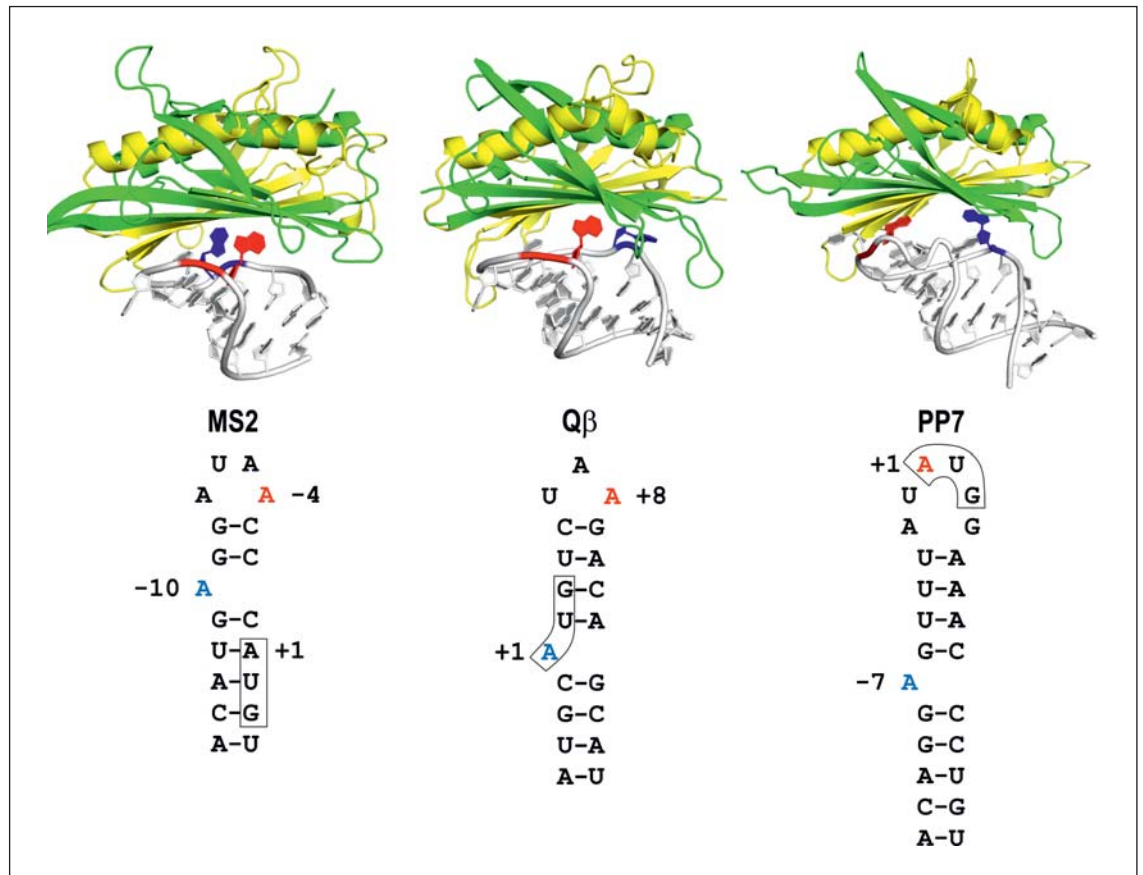 MS2
U A
A A -4
G-C
G-C
-10 A
G-C
U-A +1
A-U
C-G
A-U
Qβ
A
U A +8
C-G
U-A
G-C
U-A
+1 A
C-G
G-C
U-A
A-U
PP7
+1 A U
U G
A G
U-A
U-A
U-A
G-C
-7 A
G-C
G-C
A-U
C-G
A-U